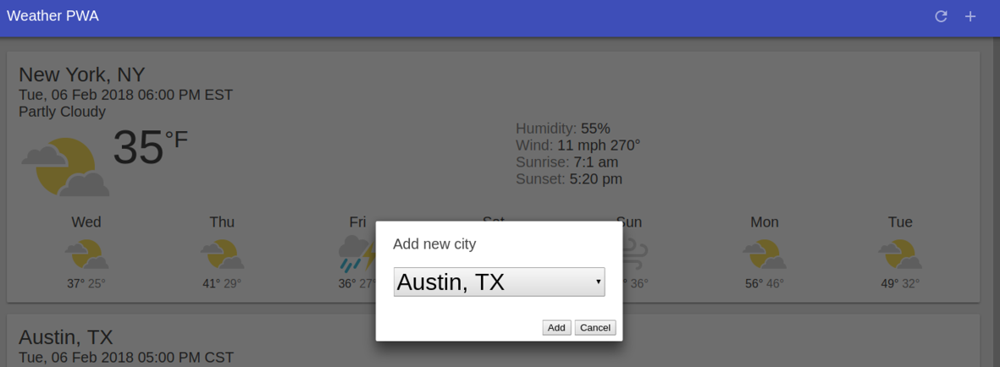 Weather PWA
New York, NY
Tue, 06 Feb 2018 06:00 PM EST
Partly Cloudy
35 °F
Humidity: 55%
Wind: 11 mph 270°
Sunrise: 7:1 am
Sunset: 5:20 pm
Wed Thu Fri Sat Sun Mon Tue
37° 25° 41° 29° 36° 27° 36° 56° 46° 49° 32°
Add new city
Austin, TX
Add Cancel
Austin, TX
Tue, 06 Feb 2018 05:00 PM CST